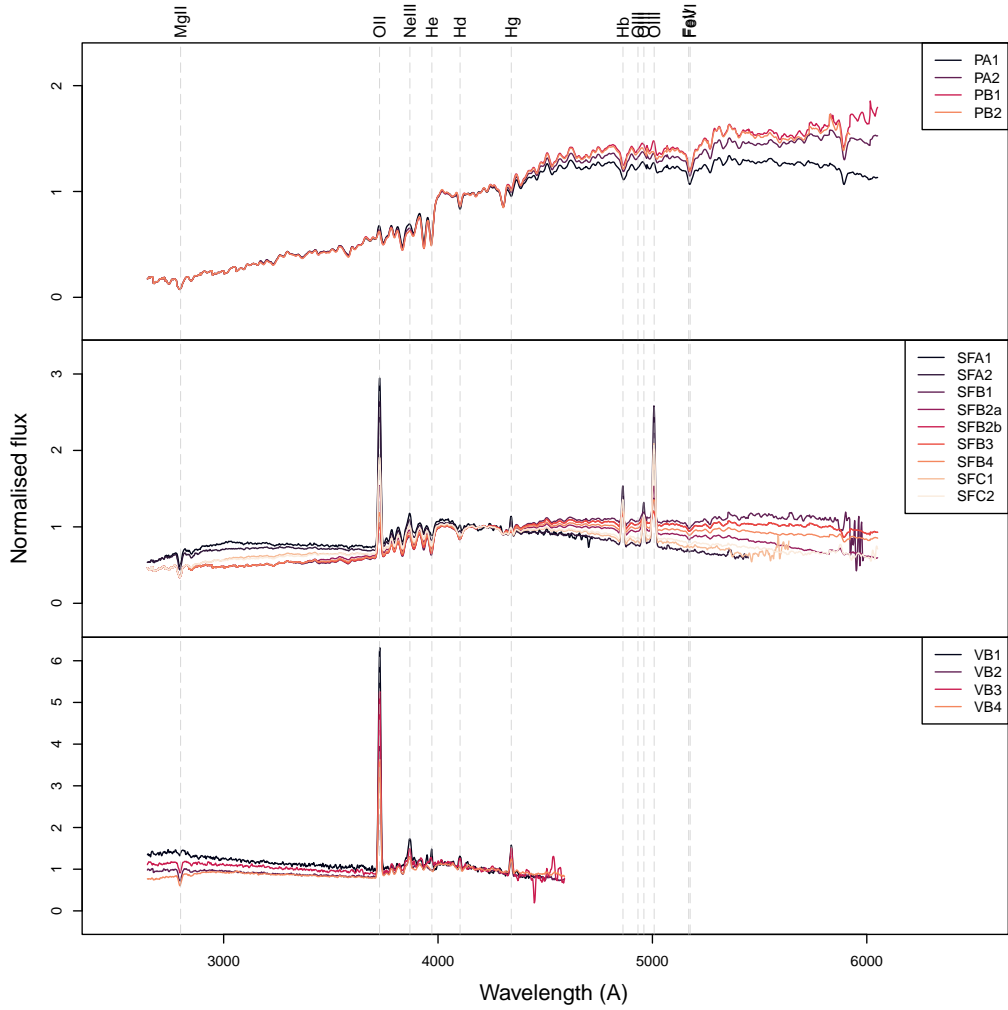 MgII OII NeIII He Hd Hg Hb OIII OIII FeVI
0 1 2
PA1
PA2
PB1
PB2
Normalised flux
0 1 2 3
SFA1
SFA2
SFB1
SFB2a
SFB2b
SFB3
SFB4
SFC1
SFC2
0 1 2 3 4 5 6
VB1
VB2
VB3
VB4
3000 4000 5000 6000
Wavelength (A)